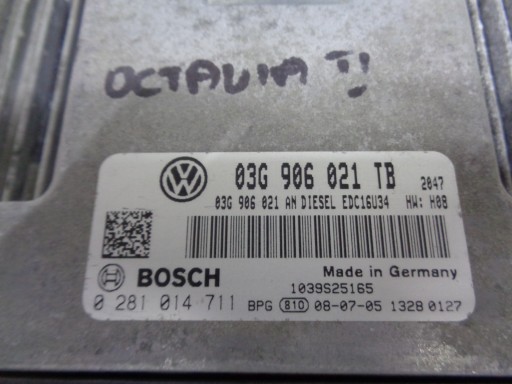 OCTAVIA II
03G 906 021 TB 2047
03G 906 021 AN DIESEL EDC16U34 HW: H08
BOSCH
Made in Germany
1039S25165
0 281 014 711 BPG 810 08-07-05 1328 0127